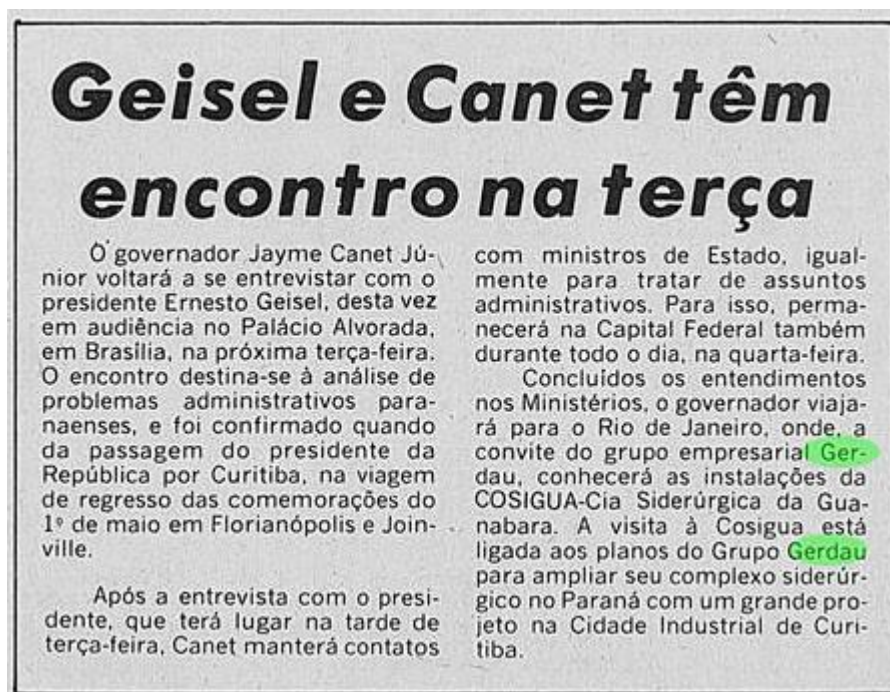 Geisel e Canet têm
encontro na terça
O governador Jayme Canet Jú-
nior voltará a se entrevistar com o
presidente Ernesto Geisel, desta vez
em audiência no Palácio Alvorada,
em Brasília, na próxima terça-feira.
O encontro destina-se à análise de
problemas administrativos para-
naenses, e foi confirmado quando
da passagem do presidente da
República por Curitiba, na viagem
de regresso das comemorações do
1º de maio em Florianópolis e Join-
ville.
Após a entrevista com o presi-
dente, que terá lugar na tarde de
terça-feira, Canet manterá contatos
com ministros de Estado, igual-
mente para tratar de assuntos
administrativos. Para isso, perma-
necerá na Capital Federal também
durante todo o dia, na quarta-feira.
Concluídos os entendimentos
nos Ministérios, o governador viaja-
rá para o Rio de Janeiro, onde, a
convite do grupo empresarial Ger-
dau, conhecerá as instalações da
COSIGUA-Cia Siderúrgica da Gua-
nabara. A visita à Cosigua está
ligada aos planos do Grupo Gerdau
para ampliar seu complexo siderúr-
gico no Paraná com um grande pro-
jeto na Cidade Industrial de Curi-
tiba.